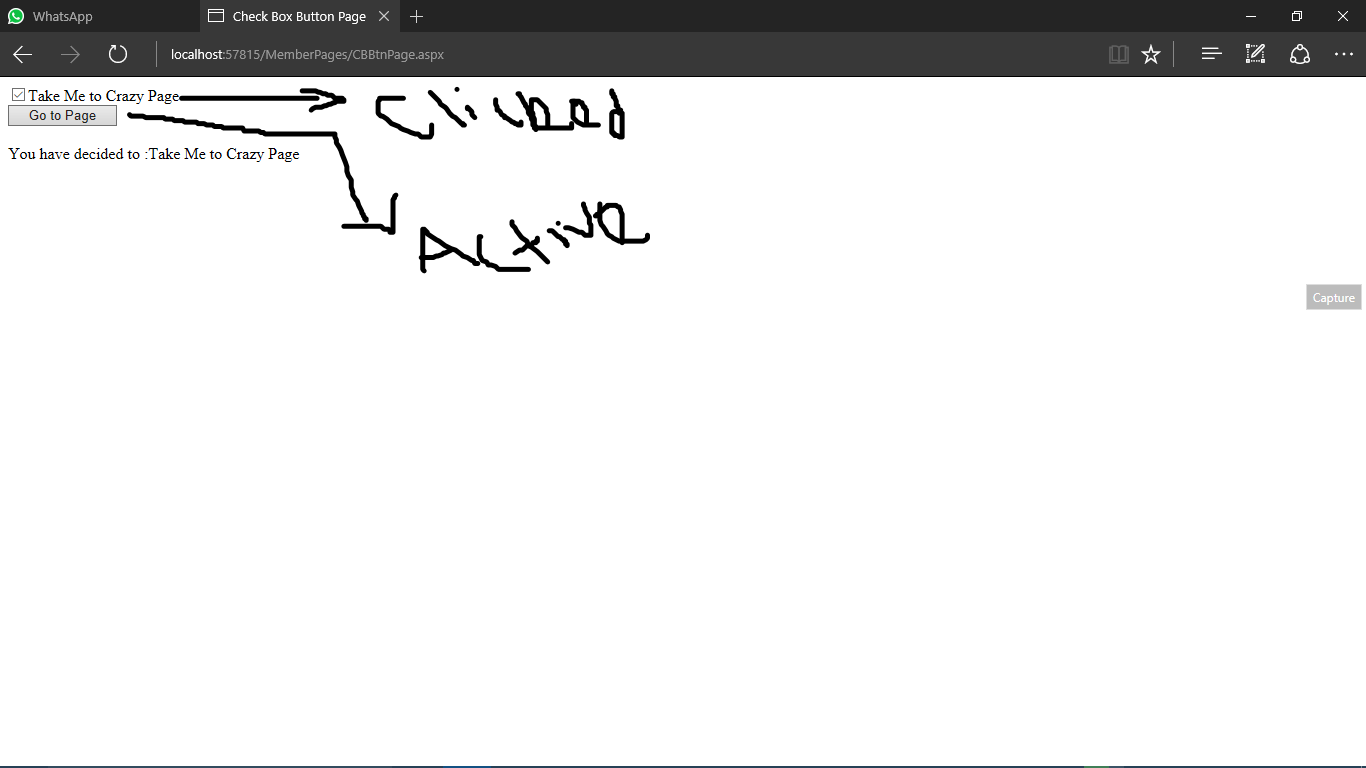 WhatsApp
Check Box Button Page
localhost:57815/MemberPages/CBBtnPage.aspx
Take Me to Crazy Page
Clicked
Go to Page
You have decided to :Take Me to Crazy Page
Active
Capture